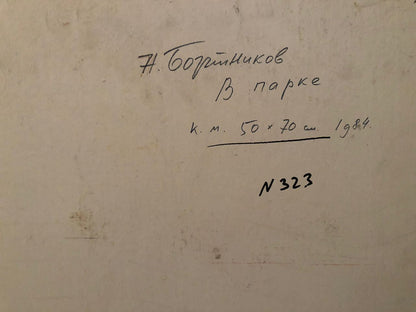 Н. Бортников
В парке
к. м. 50 × 70 см. 1984.
N 323